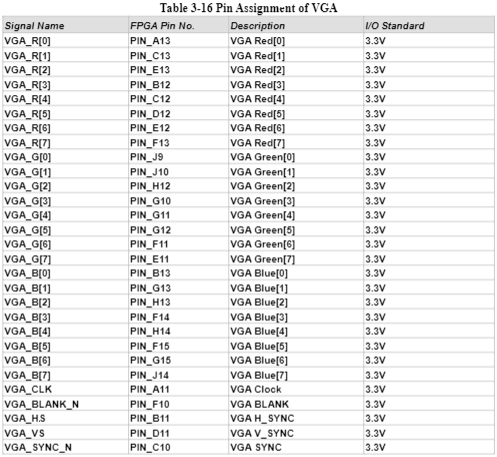 Table 3-16 Pin Assignment of VGA
Signal Name FPGA Pin No. Description I/O Standard
VGA_R[0] PIN_A13 VGA Red[0] 3.3V
VGA_R[1] PIN_C13 VGA Red[1] 3.3V
VGA_R[2] PIN_E13 VGA Red[2] 3.3V
VGA_R[3] PIN_B12 VGA Red[3] 3.3V
VGA_R[4] PIN_C12 VGA Red[4] 3.3V
VGA_R[5] PIN_D12 VGA Red[5] 3.3V
VGA_R[6] PIN_E12 VGA Red[6] 3.3V
VGA_R[7] PIN_F13 VGA Red[7] 3.3V
VGA_G[0] PIN_J9 VGA Green[0] 3.3V
VGA_G[1] PIN_J10 VGA Green[1] 3.3V
VGA_G[2] PIN_H12 VGA Green[2] 3.3V
VGA_G[3] PIN_G10 VGA Green[3] 3.3V
VGA_G[4] PIN_G11 VGA Green[4] 3.3V
VGA_G[5] PIN_G12 VGA Green[5] 3.3V
VGA_G[6] PIN_F11 VGA Green[6] 3.3V
VGA_G[7] PIN_E11 VGA Green[7] 3.3V
VGA_B[0] PIN_B13 VGA Blue[0] 3.3V
VGA_B[1] PIN_G13 VGA Blue[1] 3.3V
VGA_B[2] PIN_H13 VGA Blue[2] 3.3V
VGA_B[3] PIN_F14 VGA Blue[3] 3.3V
VGA_B[4] PIN_H14 VGA Blue[4] 3.3V
VGA_B[5] PIN_F15 VGA Blue[5] 3.3V
VGA_B[6] PIN_G15 VGA Blue[6] 3.3V
VGA_B[7] PIN_J14 VGA Blue[7] 3.3V
VGA_CLK PIN_A11 VGA Clock 3.3V
VGA_BLANK_N PIN_F10 VGA BLANK 3.3V
VGA_HS PIN_B11 VGA H_SYNC 3.3V
VGA_VS PIN_D11 VGA V_SYNC 3.3V
VGA_SYNC_N PIN_C10 VGA SYNC 3.3V